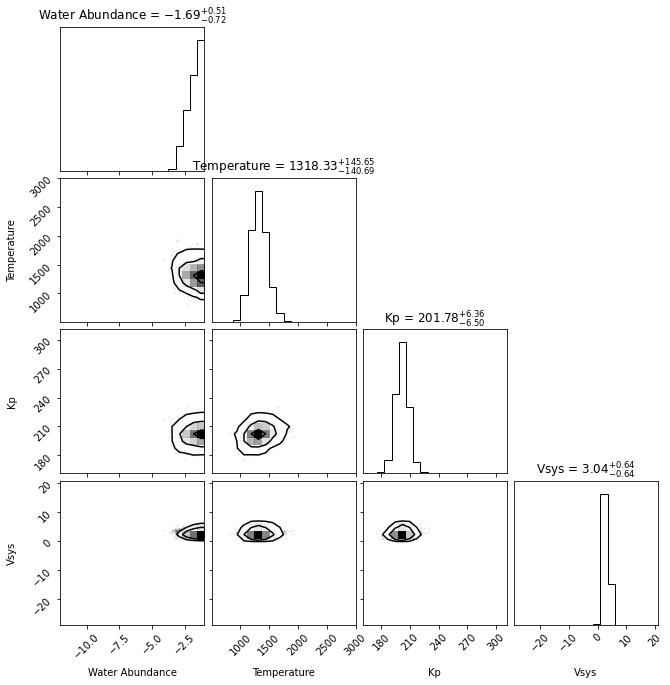 Water Abundance = −1.69+0.51−0.72
Temperature = 1318.33+145.65−140.69
Temperature
3000
2500
2000
1500
1000
Kp = 201.78+6.36−6.50
Kp
300
270
240
210
180
Vsys = 3.04+0.64−0.64
Vsys
20
10
0
−10
−20
−10.0 −7.5 −5.0 −2.5
1000 1500 2000 2500 3000
180 210 240 270 300
−20 −10 0 10 20
Water Abundance Temperature Kp Vsys